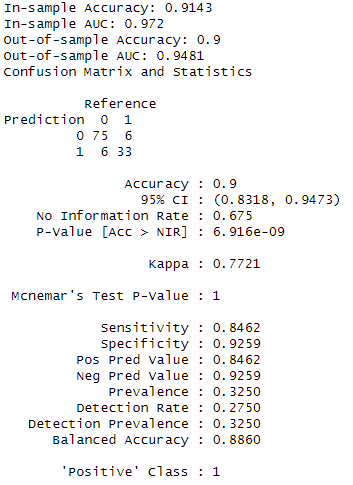 In-sample Accuracy: 0.9143
In-sample AUC: 0.972
Out-of-sample Accuracy: 0.9
Out-of-sample AUC: 0.9481
Confusion Matrix and Statistics
Reference
Prediction 0 1
0 75 6
1 6 33
Accuracy : 0.9
95% CI : (0.8318, 0.9473)
No Information Rate : 0.675
P-Value [Acc > NIR] : 6.916e-09
Kappa : 0.7721
Mcnemar's Test P-Value : 1
Sensitivity : 0.8462
Specificity : 0.9259
Pos Pred Value : 0.8462
Neg Pred Value : 0.9259
Prevalence : 0.3250
Detection Rate : 0.2750
Detection Prevalence : 0.3250
Balanced Accuracy : 0.8860
'Positive' Class : 1